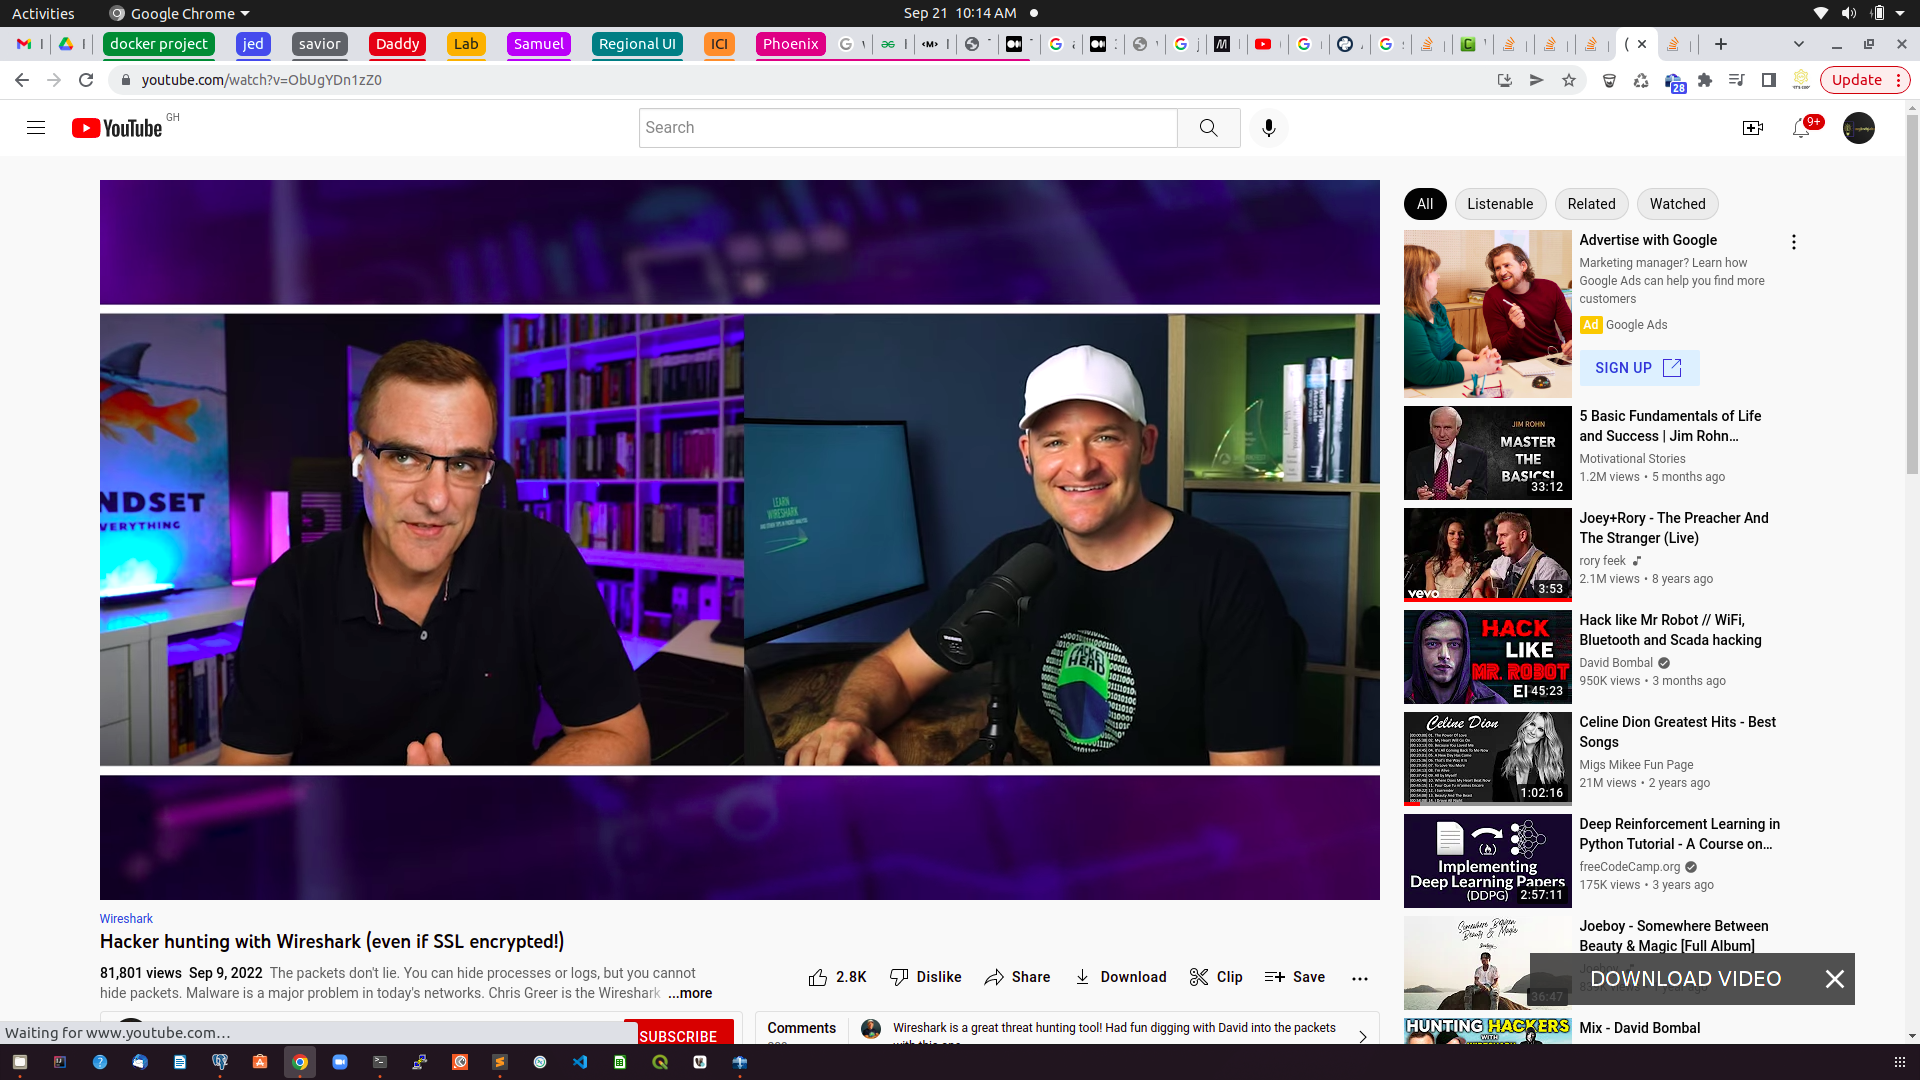 Activities
Google Chrome
Sep 21 10:14 AM
docker project
jed
savior
Daddy
Lab
Samuel
Regional UI
ICI
Phoenix
youtube.com/watch?v=ObUgYDn1zZ0
28
Update
YouTube GH
Search
9+
All
Listenable
Related
Watched
NDSET
VERYTHING
LEARN
WIRESHARK
PACKET
HEAD
Advertise with Google
Marketing manager? Learn how
Google Ads can help you find more
customers
Ad Google Ads
SIGN UP
JIM ROHN
MASTER
THE
BASICS!
33:12
5 Basic Fundamentals of Life
and Success | Jim Rohn...
Motivational Stories
1.2M views • 5 months ago
vevo
3:53
Joey+Rory - The Preacher And
The Stranger (Live)
rory feek
2.1M views • 8 years ago
HACK
LIKE
MR. ROBOT
45:23
Hack like Mr Robot // WiFi,
Bluetooth and Scada hacking
David Bombal
950K views • 3 months ago
Celine Dion
1:02:16
Celine Dion Greatest Hits - Best
Songs
Migs Mikee Fun Page
21M views • 2 years ago
Implementing
Deep Learning Papers
(DDPG)
2:57:11
Deep Reinforcement Learning in
Python Tutorial - A Course on...
freeCodeCamp.org
175K views • 3 years ago
Somewhere Between
Beauty & Magic
36:47
Joeboy - Somewhere Between
Beauty & Magic [Full Album]
DOWNLOAD VIDEO
HUNTING HACKERS
Mix - David Bombal
Wireshark
Hacker hunting with Wireshark (even if SSL encrypted!)
81,801 views Sep 9, 2022 The packets don't lie. You can hide processes or logs, but you cannot
hide packets. Malware is a major problem in today's networks. Chris Greer is the Wireshark ...more
2.8K
Dislike
Share
Download
Clip
Save
SUBSCRIBE
Comments
Wireshark is a great threat hunting tool! Had fun digging with David into the packets
Waiting for www.youtube.com...